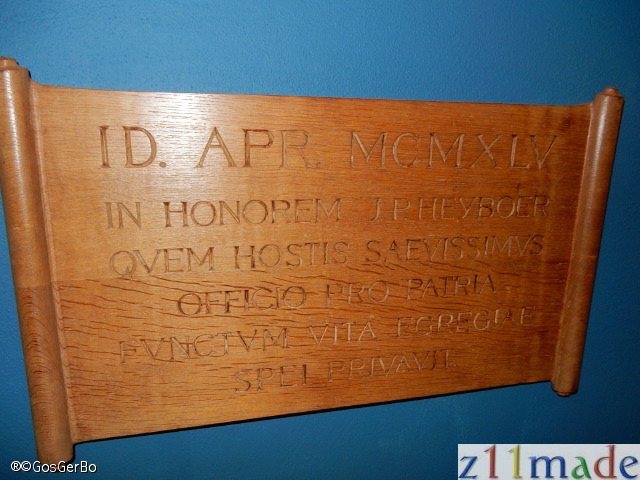 ID. APR. MCMXLV
IN HONOREM J.P. HEYBOER
QVEM HOSTIS SAEVISSIMVS
OFFICIO PRO PATRIA
FVNCTVM VITA EGREGIAE
SPEI PRIVAVIT.
®©GosGerBo
z11made